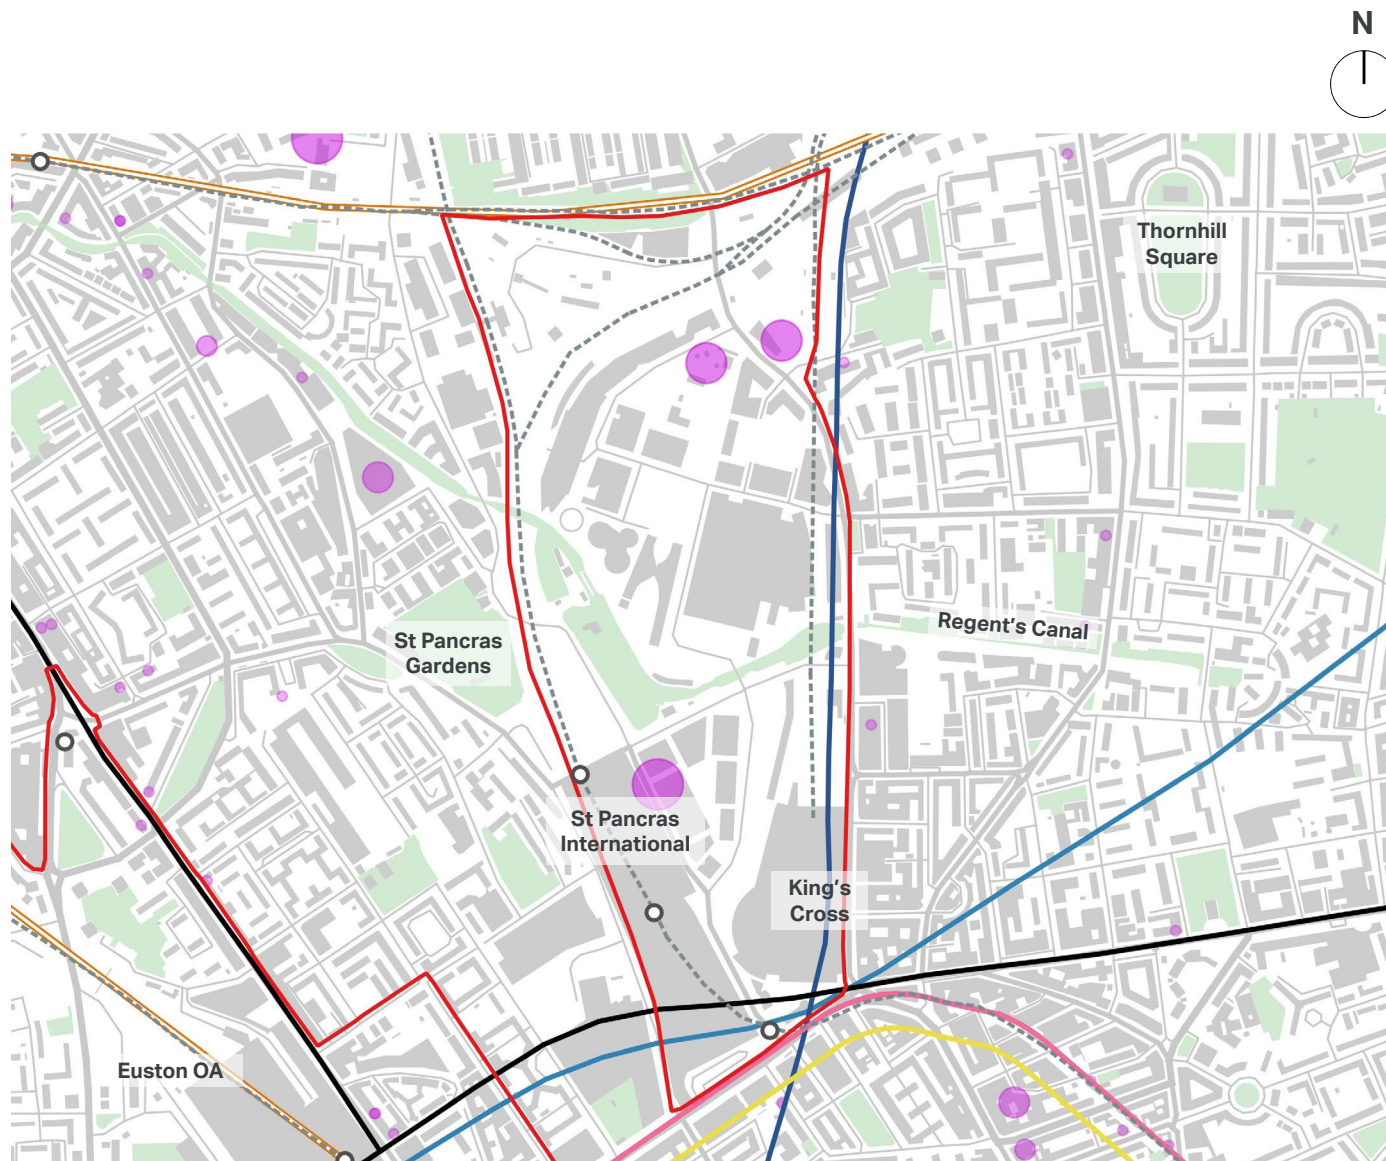 N
Thornhill
Square
St Pancras
Gardens
Regent's Canal
St Pancras
International
King's
Cross
Euston OA